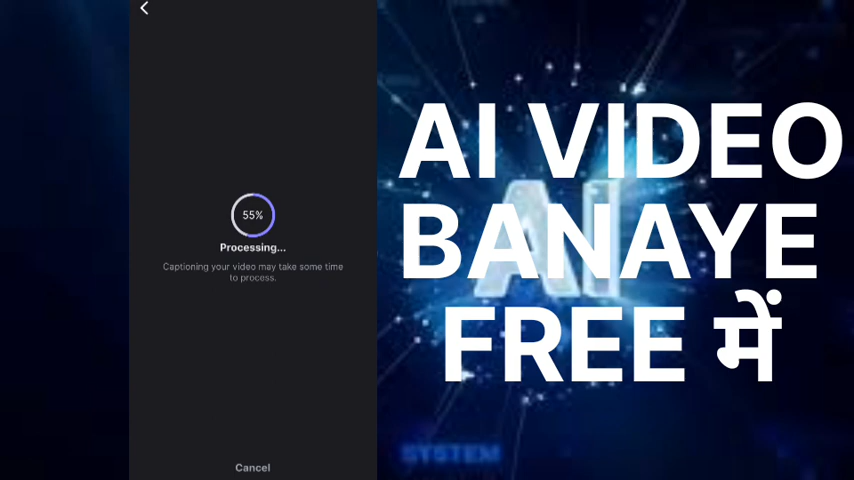 55%
Processing...
Captioning your video may take some time
to process.
Cancel
AI VIDEO
BANAYE
FREE में
AI
SYSTEM